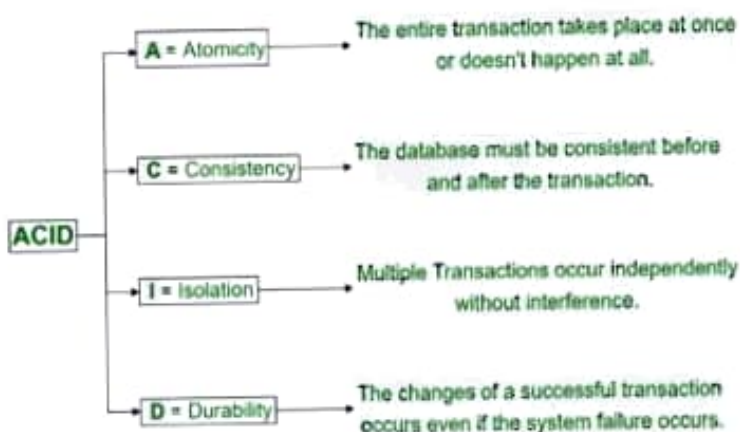 A = Atomicity
The entire transaction takes place at once
or doesn't happen at all.
C = Consistency
The database must be consistent before
and after the transaction.
ACID
I = Isolation
Multiple Transactions occur independently
without interference.
D = Durability
The changes of a successful transaction
occurs even if the system failure occurs.